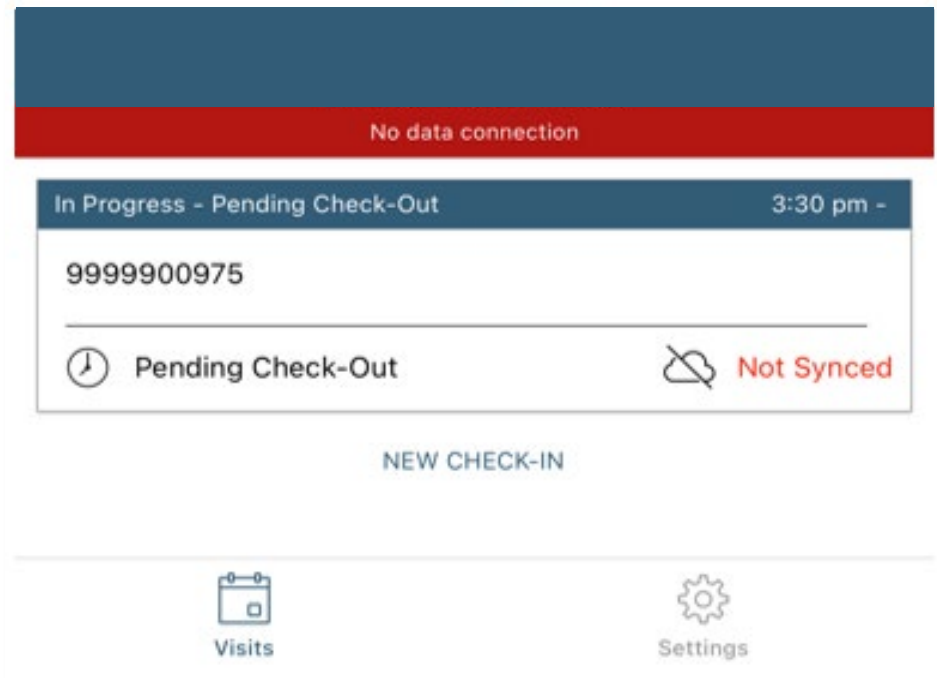 No data connection
In Progress - Pending Check-Out 3:30 pm -
9999900975
Pending Check-Out Not Synced
NEW CHECK-IN
Visits Settings